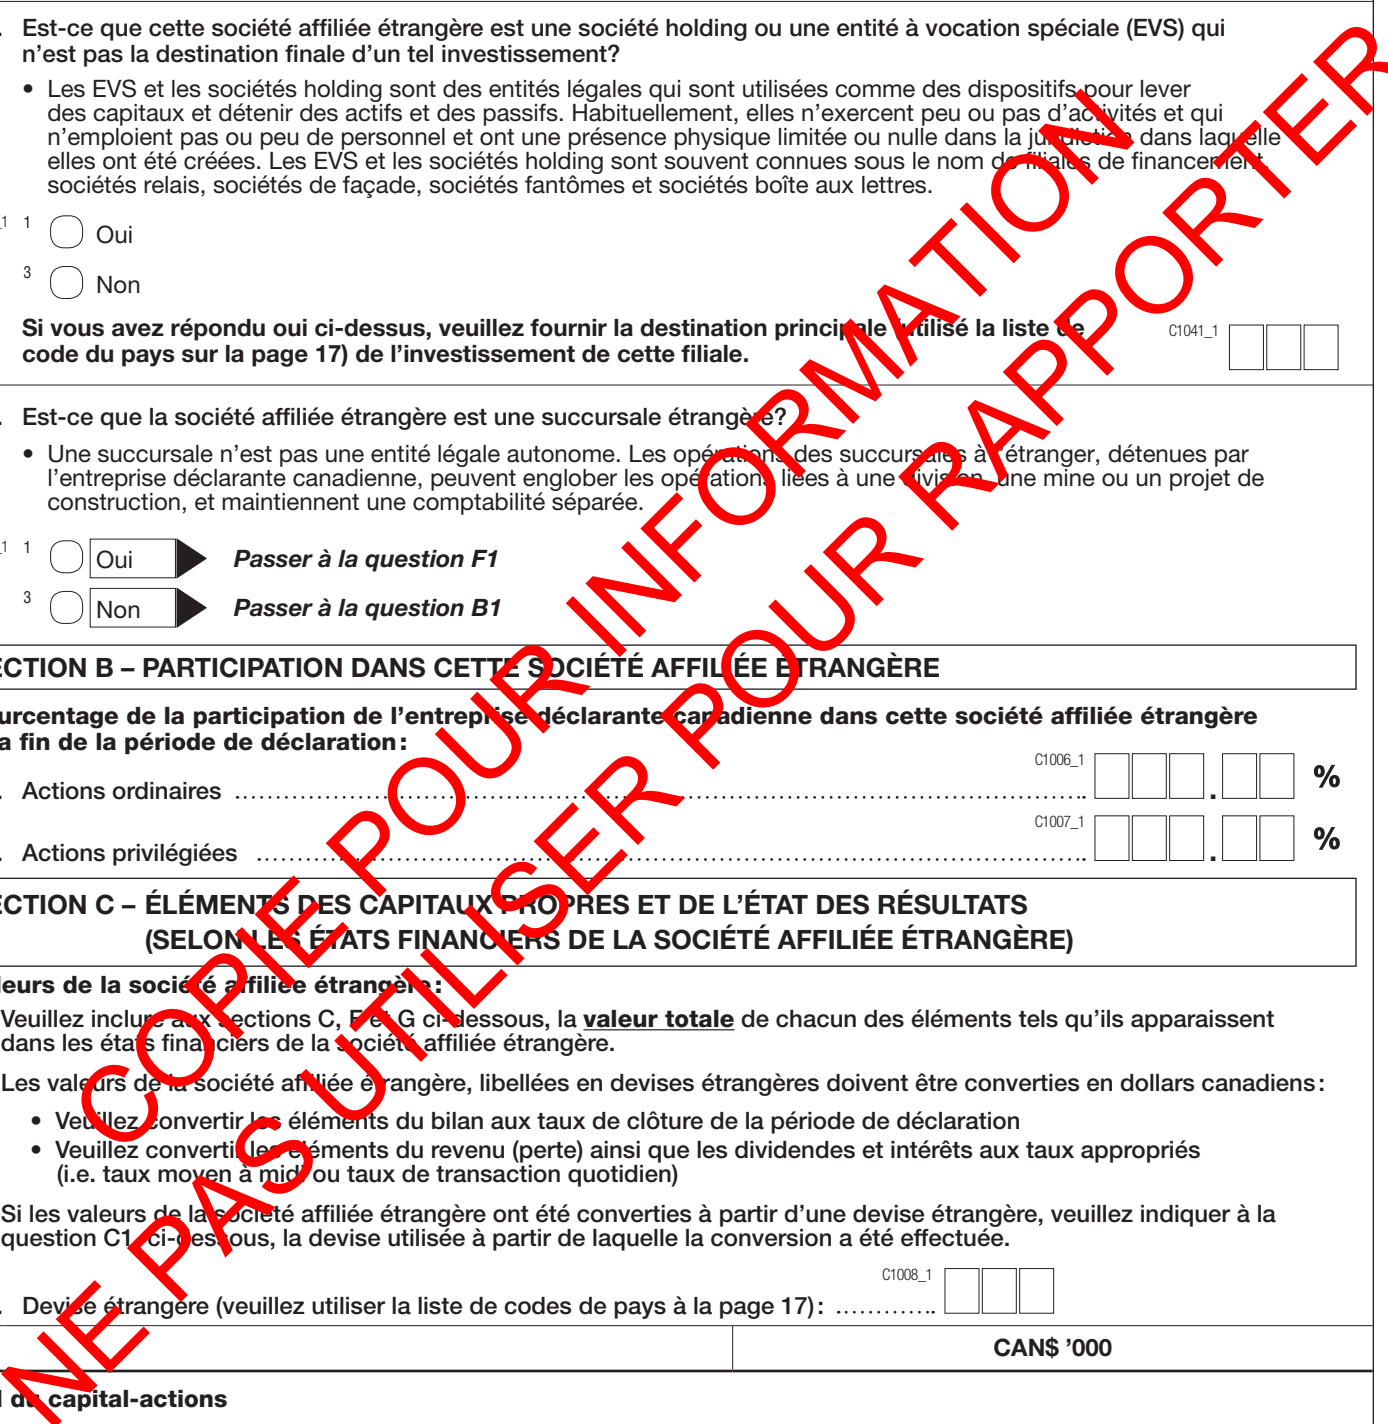 . Est-ce que cette société affiliée étrangère est une société holding ou une entité à vocation spéciale (EVS) qui
n’est pas la destination finale d’un tel investissement?
• Les EVS et les sociétés holding sont des entités légales qui sont utilisées comme des dispositifs pour lever
des capitaux et détenir des actifs et des passifs. Habituellement, elles n’exercent peu ou pas d’activités et qui
n’emploient pas ou peu de personnel et ont une présence physique limitée ou nulle dans la juridiction dans laquelle
elles ont été créées. Les EVS et les sociétés holding sont souvent connues sous le nom de filiales de financement
sociétés relais, sociétés de façade, sociétés fantômes et sociétés boîte aux lettres.
_1 1 Oui
3 Non
Si vous avez répondu oui ci-dessus, veuillez fournir la destination principale (utilisé la liste de
code du pays sur la page 17) de l’investissement de cette filiale.
C1041_1
. Est-ce que la société affiliée étrangère est une succursale étrangère?
• Une succursale n’est pas une entité légale autonome. Les opérations des succursales à l’étranger, détenues par
l’entreprise déclarante canadienne, peuvent englober les opérations liées à une division, une mine ou un projet de
construction, et maintiennent une comptabilité séparée.
_1 1 Oui Passer à la question F1
3 Non Passer à la question B1
ECTION B – PARTICIPATION DANS CETTE SOCIÉTÉ AFFILIÉE ÉTRANGÈRE
urcentage de la participation de l’entreprise déclarante canadienne dans cette société affiliée étrangère
a fin de la période de déclaration :
. Actions ordinaires .......... C1006_1 . %
. Actions privilégiées .......... C1007_1 . %
ECTION C – ÉLÉMENTS DES CAPITAUX PROPRES ET DE L’ÉTAT DES RÉSULTATS
(SELON LES ÉTATS FINANCIERS DE LA SOCIÉTÉ AFFILIÉE ÉTRANGÈRE)
leurs de la société affiliée étrangère :
Veuillez inclure aux sections C, F et G ci-dessous, la valeur totale de chacun des éléments tels qu’ils apparaissent
dans les états financiers de la société affiliée étrangère.
Les valeurs de la société affiliée étrangère, libellées en devises étrangères doivent être converties en dollars canadiens :
• Veuillez convertir les éléments du bilan aux taux de clôture de la période de déclaration
• Veuillez convertir les éléments du revenu (perte) ainsi que les dividendes et intérêts aux taux appropriés
(i.e. taux moyen à midi ou taux de transaction quotidien)
Si les valeurs de la société affiliée étrangère ont été converties à partir d’une devise étrangère, veuillez indiquer à la
question C1, ci-dessous, la devise utilisée à partir de laquelle la conversion a été effectuée.
C1008_1
. Devise étrangère (veuillez utiliser la liste de codes de pays à la page 17) : ............
CAN$ ’000
l du capital-actions
COPIE POUR INFORMATION
NE PAS UTILISER POUR RAPPORTER